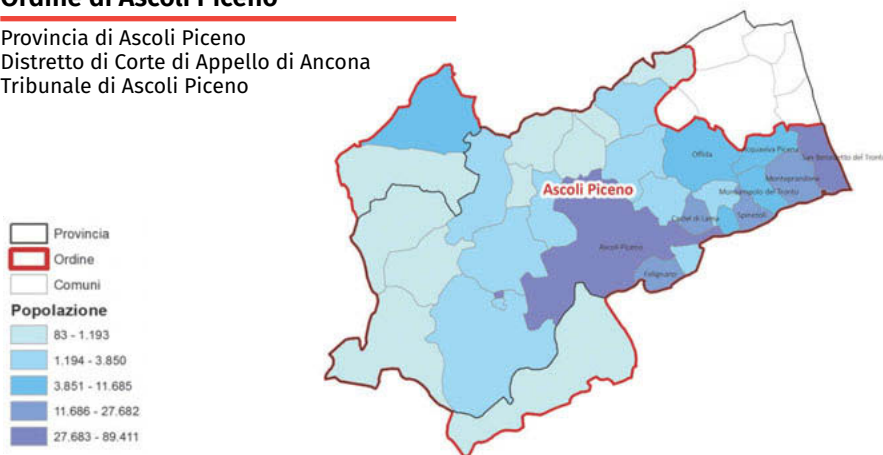 Ordine di Ascoli Piceno
Provincia di Ascoli Piceno
Distretto di Corte di Appello di Ancona
Tribunale di Ascoli Piceno
Offida
Acquaviva Picena
San Benedetto del Tronto
Monteprandone
Ascoli Piceno
Monsampolo del Tronto
Castel di Lama
Spinetoli
Ascoli Piceno
Folignano
Provincia
Ordine
Comuni
Popolazione
83 - 1.193
1.194 - 3.850
3.851 - 11.685
11.686 - 27.682
27.683 - 89.411